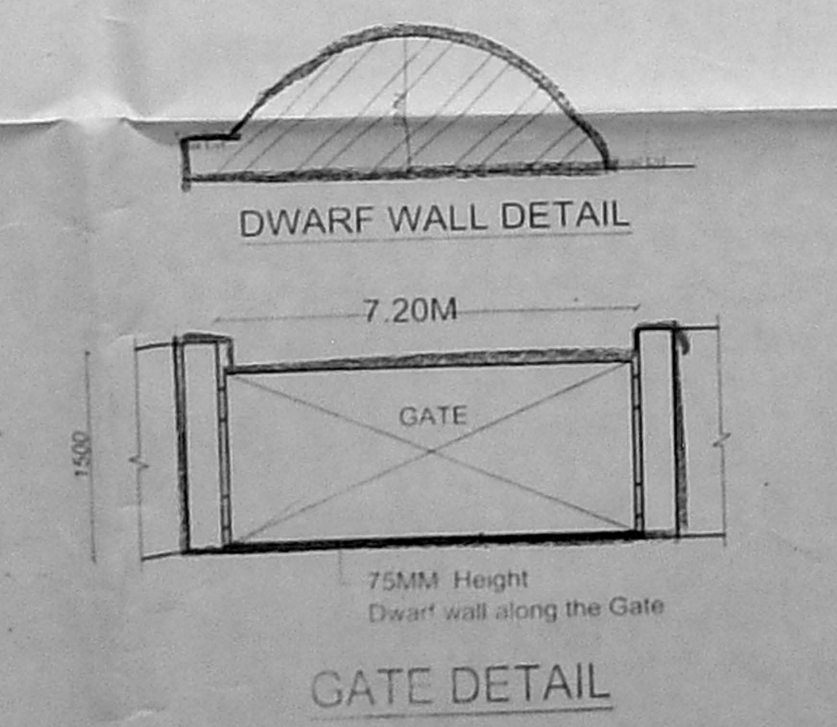 DWARF WALL DETAIL
7.20M
GATE
1500
75MM Height
Dwarf wall along the Gate
GATE DETAIL